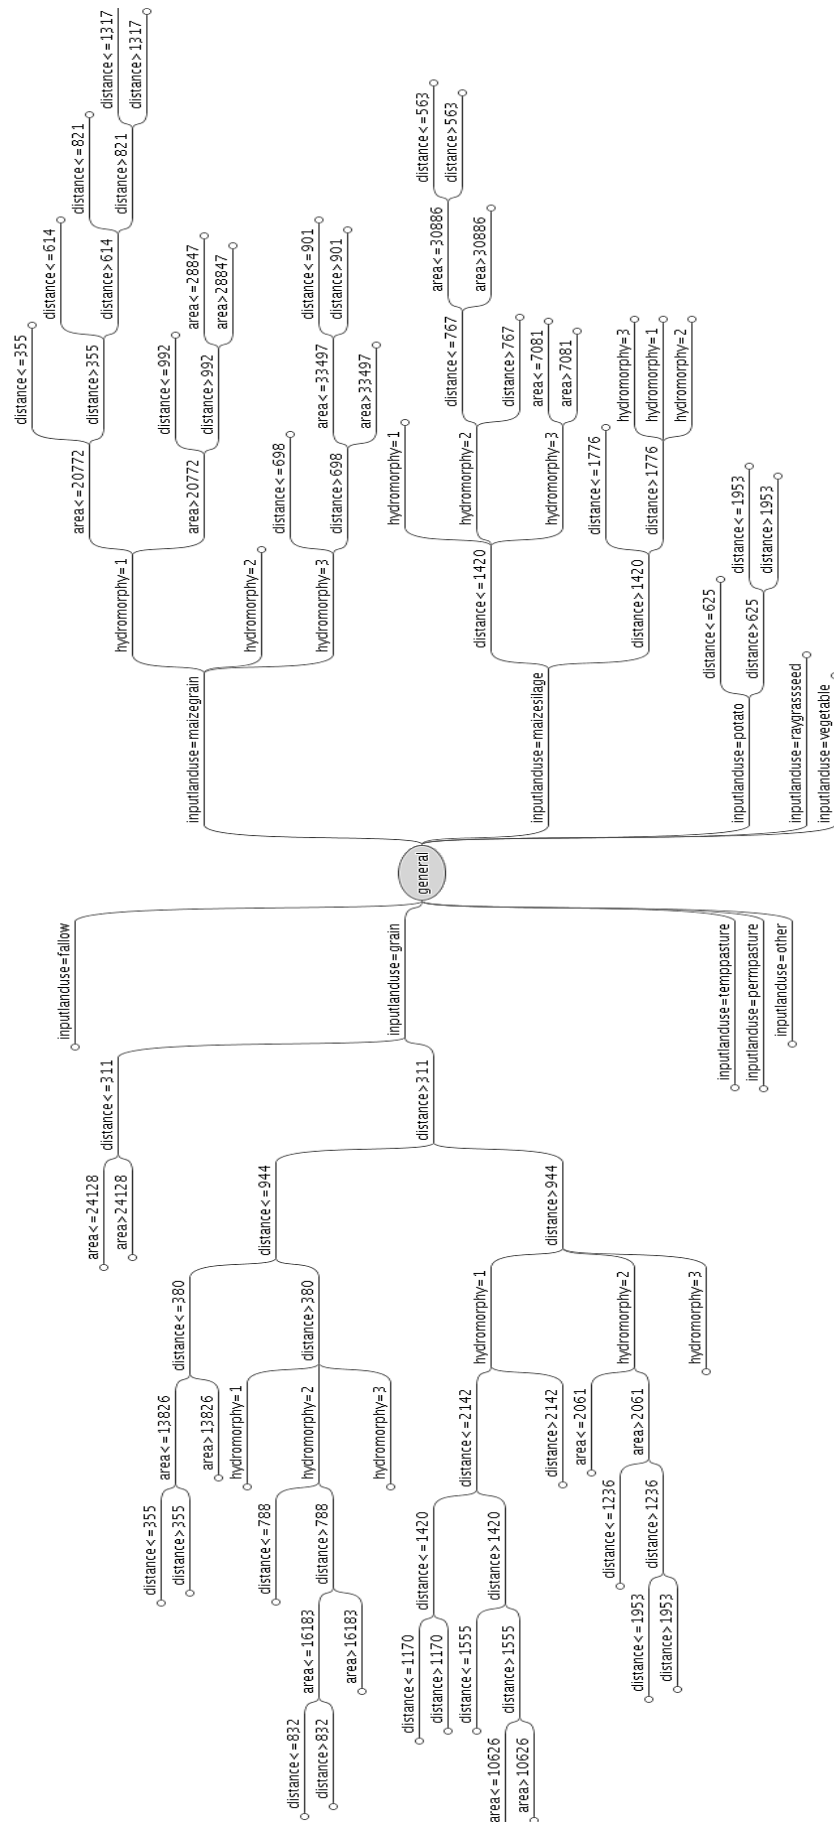 general
inputlanduse=maizegrain
hydromorphy=1
area<=20772
distance<=355
distance>355
distance<=614
distance>614
distance<=821
distance>821
distance<=1317
distance>1317
area>20772
distance<=992
distance>992
area<=28847
area>28847
hydromorphy=2
hydromorphy=3
distance<=698
distance>698
area<=33497
distance<=901
distance>901
area>33497
inputlanduse=maizesilage
distance<=1420
hydromorphy=1
hydromorphy=2
distance<=767
area<=30886
distance<=563
distance>563
area>30886
distance>767
hydromorphy=3
area<=7081
area>7081
distance>1420
distance<=1776
distance>1776
hydromorphy=3
hydromorphy=1
hydromorphy=2
inputlanduse=potato
distance<=625
distance>625
distance<=1953
distance>1953
inputlanduse=raygrassseed
inputlanduse=vegetable
inputlanduse=fallow
inputlanduse=grain
distance<=311
area<=24128
area>24128
distance>311
distance<=944
distance<=380
area<=13826
distance<=355
distance>355
area>13826
distance>380
hydromorphy=1
hydromorphy=2
distance<=788
distance>788
area<=16183
distance<=832
distance>832
area>16183
hydromorphy=3
distance>944
hydromorphy=1
distance<=2142
distance<=1420
distance<=1170
distance>1170
distance>1420
distance<=1555
distance>1555
area<=10626
area>10626
distance>2142
hydromorphy=2
area<=2061
area>2061
distance<=1236
distance>1236
distance<=1953
distance>1953
hydromorphy=3
inputlanduse=temppasture
inputlanduse=permpasture
inputlanduse=other